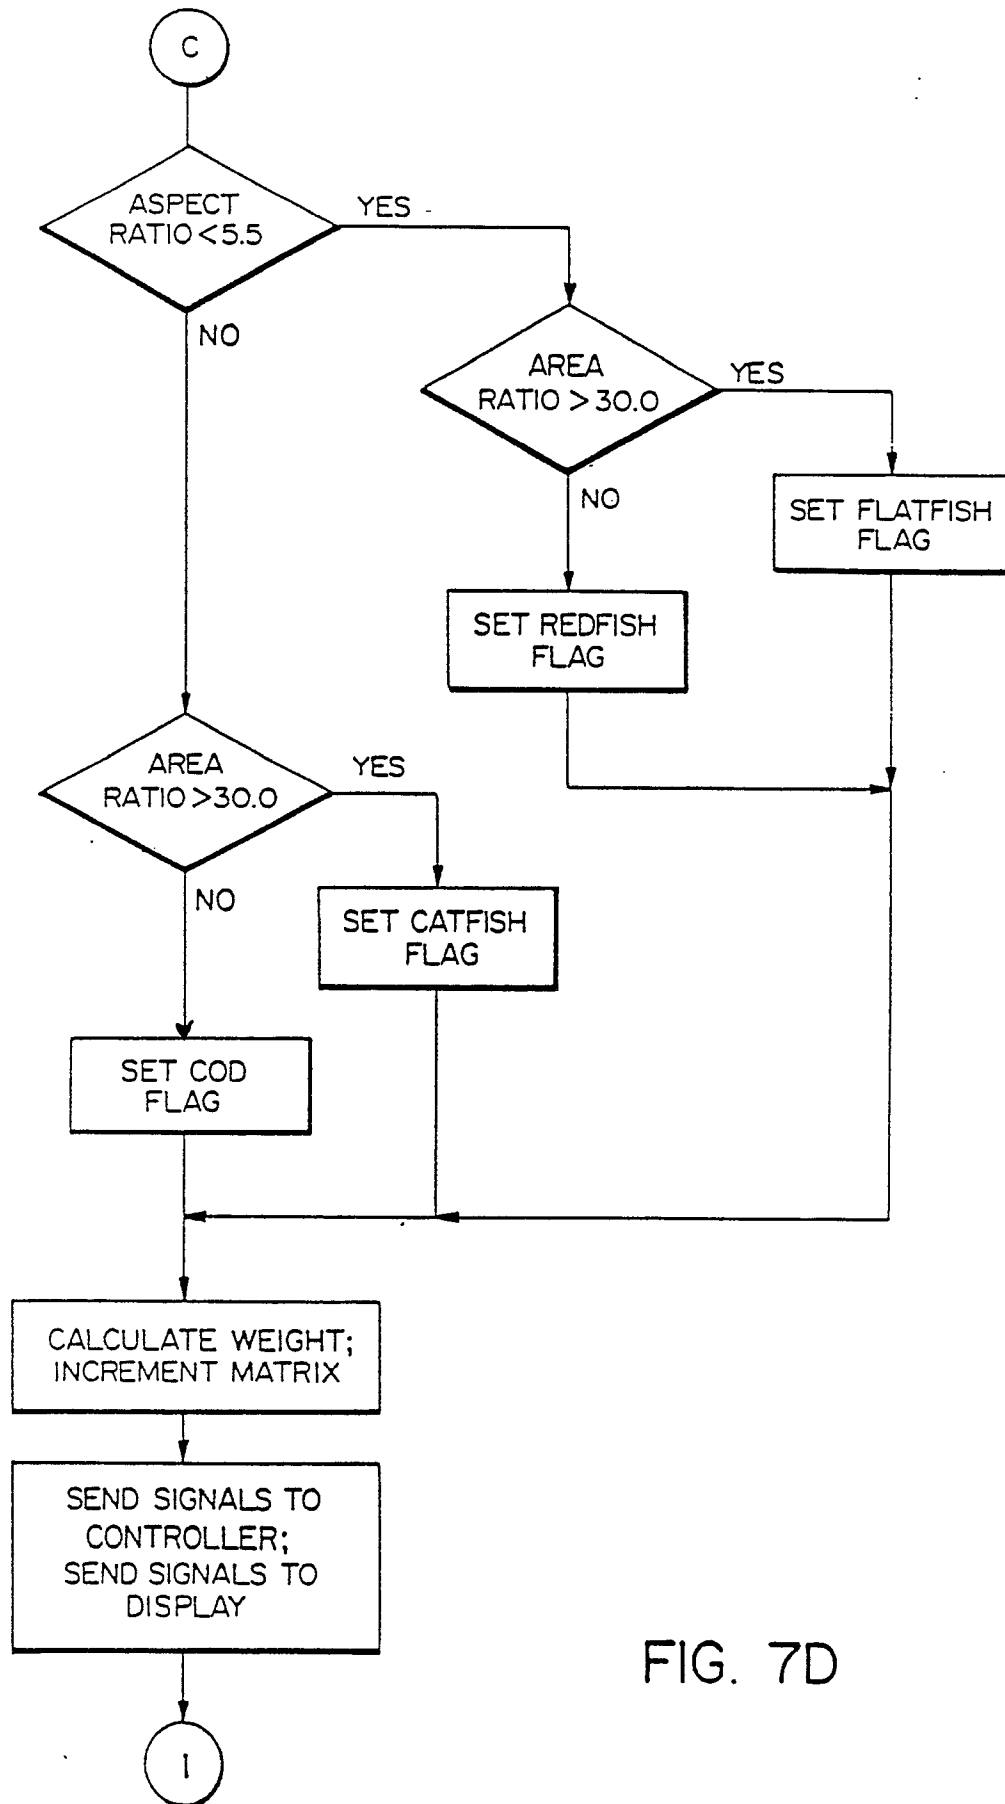 C
ASPECT
RATIO<5.5
YES
NO
AREA
RATIO >30.0
YES
NO
SET FLATFISH
FLAG
SET REDFISH
FLAG
AREA
RATIO >30.0
YES
NO
SET CATFISH
FLAG
SET COD
FLAG
CALCULATE WEIGHT;
INCREMENT MATRIX
SEND SIGNALS TO
CONTROLLER;
SEND SIGNALS TO
DISPLAY
FIG. 7D
I